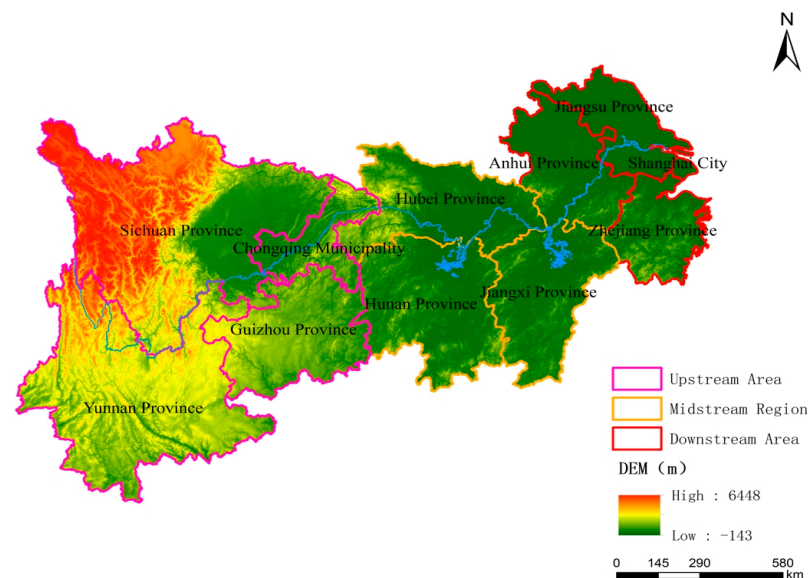 N
Jiangsu Province
Anhui Province
Shanghai City
Hubei Province
Sichuan Province
Zhejiang Province
Chongqing Municipality
Jiangxi Province
Hunan Province
Guizhou Province
Yunnan Province
Upstream Area
Midstream Region
Downstream Area
DEM（m）
High : 6448
Low : -143
0 145 290 580
km